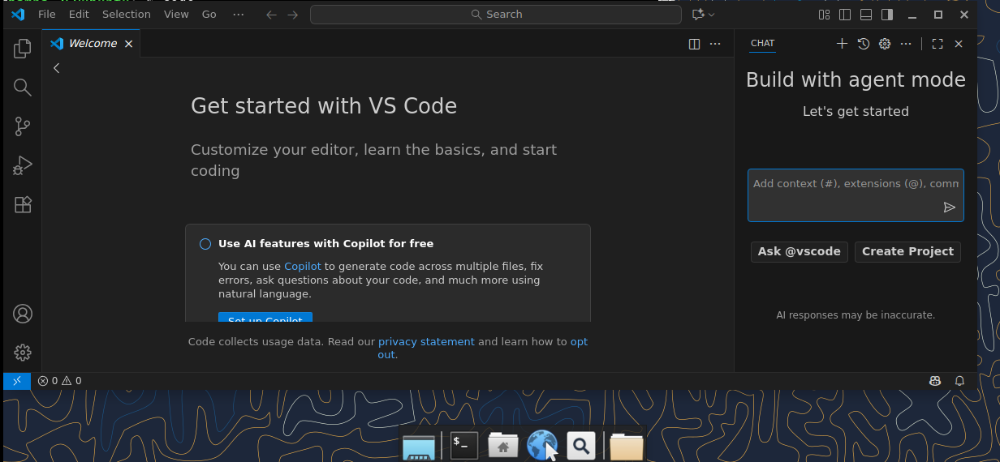 File Edit Selection View Go ··· Search
Welcome
CHAT
Build with agent mode
Let's get started
Get started with VS Code
Customize your editor, learn the basics, and start
coding
Add context (#), extensions (@), comm
Use AI features with Copilot for free
You can use Copilot to generate code across multiple files, fix
errors, ask questions about your code, and much more using
natural language.
Set up Copilot
Ask @vscode Create Project
AI responses may be inaccurate.
Code collects usage data. Read our privacy statement and learn how to opt
out.
0 0
$_